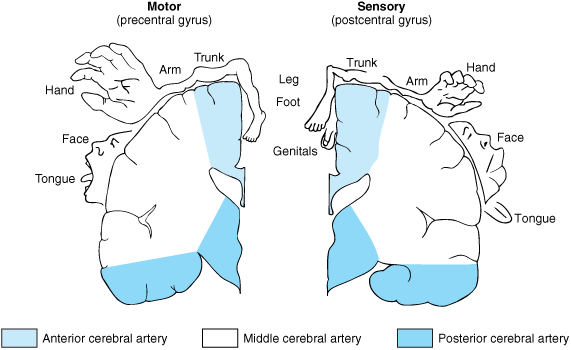 Motor
(precentral gyrus)
Sensory
(postcentral gyrus)
Trunk
Arm
Hand
Face
Tongue
Leg
Foot
Genitals
Trunk
Arm
Hand
Face
Tongue
Anterior cerebral artery
Middle cerebral artery
Posterior cerebral artery